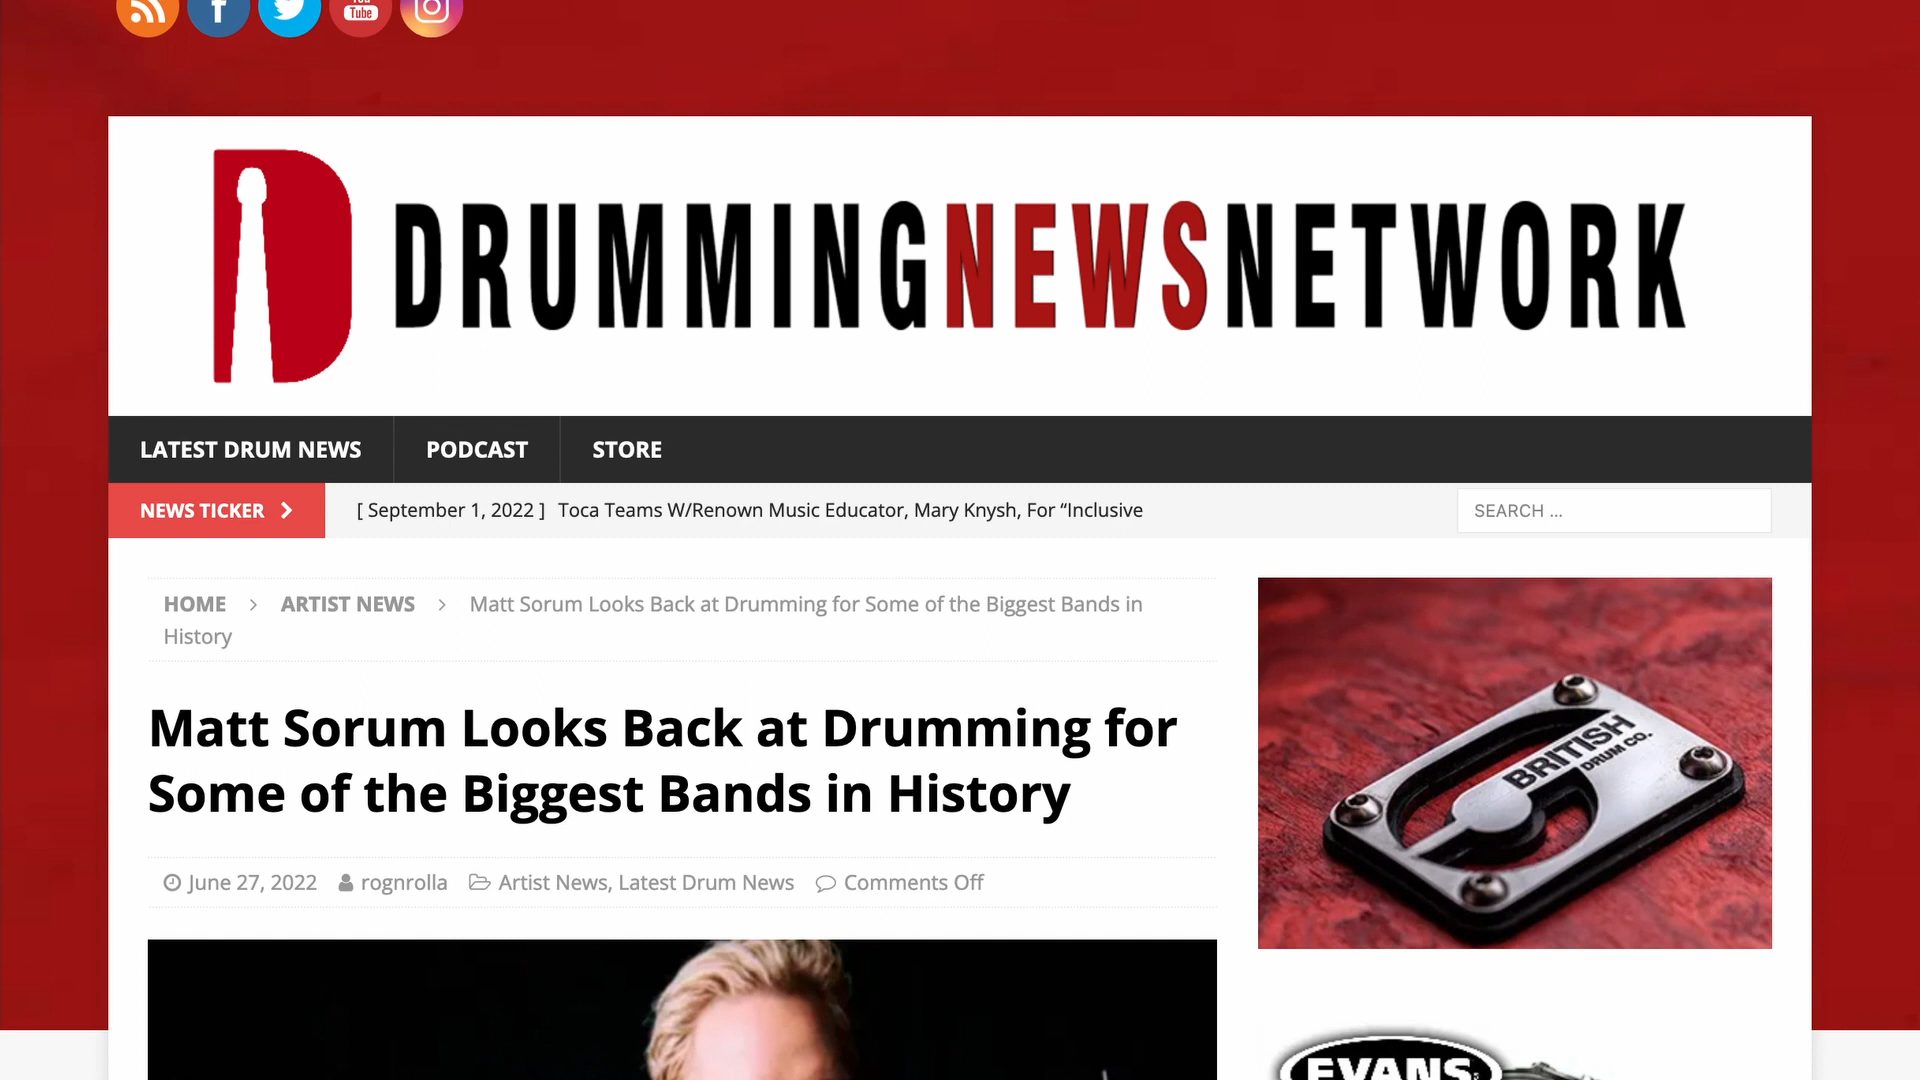 You
Tube
DRUMMINGNEWSNETWORK
LATEST DRUM NEWS PODCAST STORE
NEWS TICKER [ September 1, 2022 ] Toca Teams W/Renown Music Educator, Mary Knysh, For “Inclusive SEARCH ...
HOME > ARTIST NEWS > Matt Sorum Looks Back at Drumming for Some of the Biggest Bands in
History
Matt Sorum Looks Back at Drumming for
Some of the Biggest Bands in History
June 27, 2022 rognrolla Artist News, Latest Drum News Comments Off
BRITISH
DRUM CO.
EVANS